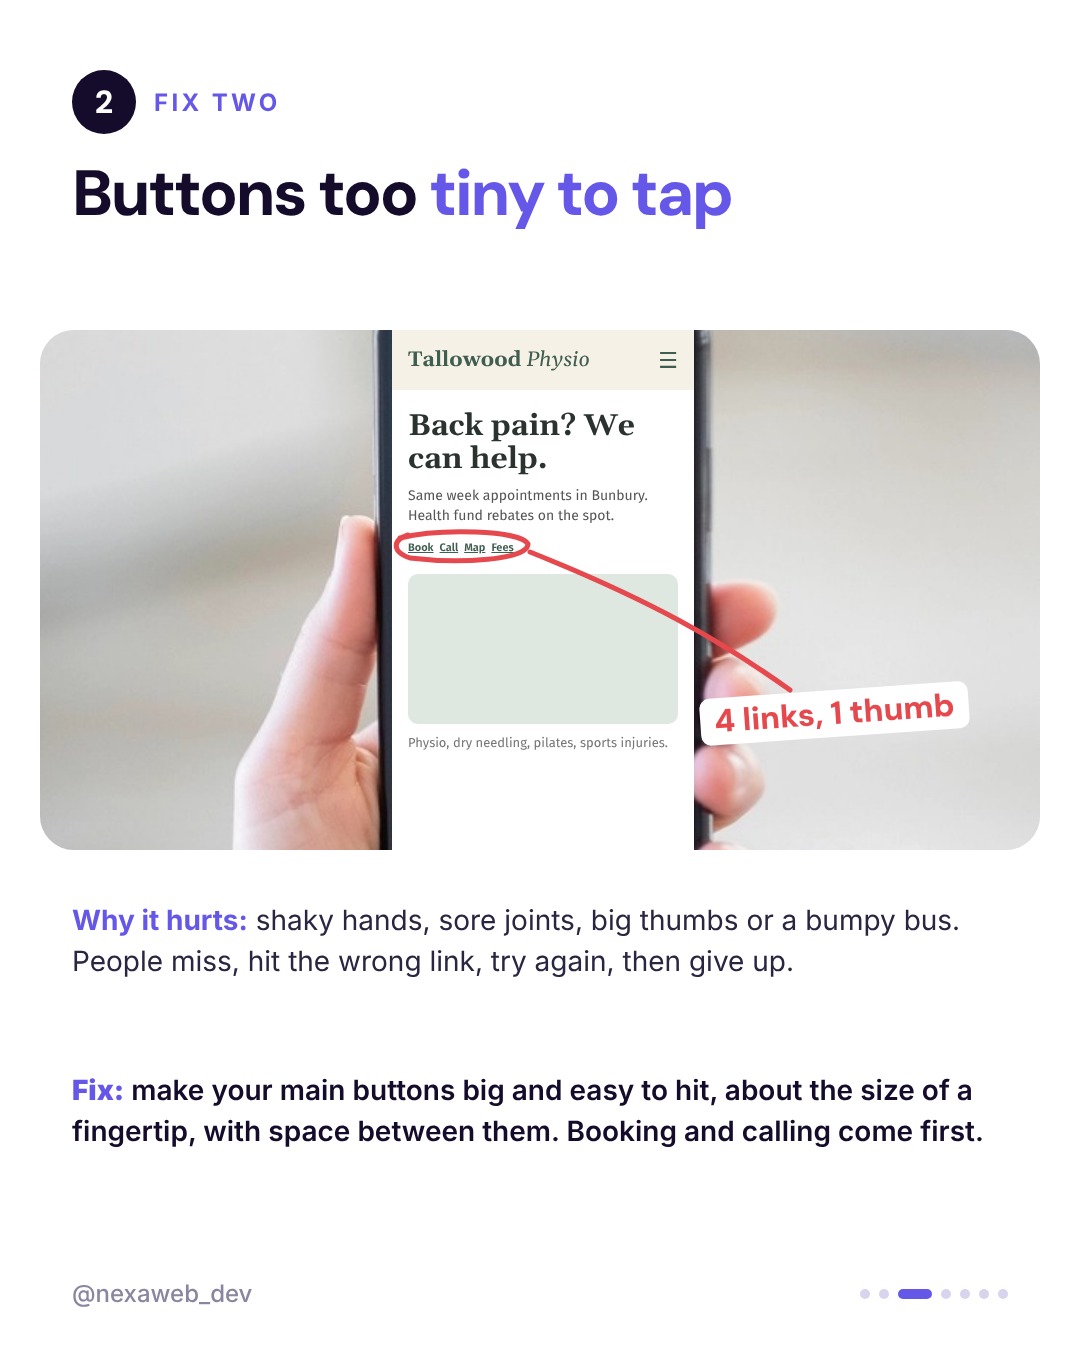 2 FIX TWO
Buttons too tiny to tap
Tallowood Physio
Back pain? We
can help.
Same week appointments in Bunbury.
Health fund rebates on the spot.
Book Call Map Fees
4 links, 1 thumb
Physio, dry needling, pilates, sports injuries.
Why it hurts: shaky hands, sore joints, big thumbs or a bumpy bus.
People miss, hit the wrong link, try again, then give up.
Fix: make your main buttons big and easy to hit, about the size of a
fingertip, with space between them. Booking and calling come first.
@nexaweb_dev